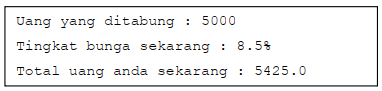 Uang yang ditabung : 5000
Tingkat bunga sekarang : 8.5%
Total uang anda sekarang : 5425.0